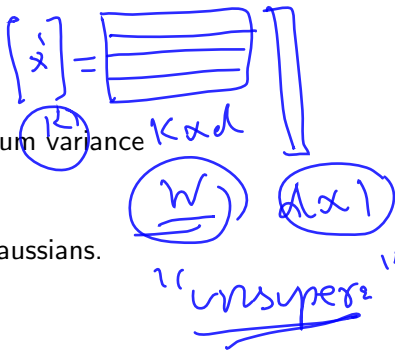 x' =
k×1
um variance k×d
W d×1
aussians.
"unsuper"